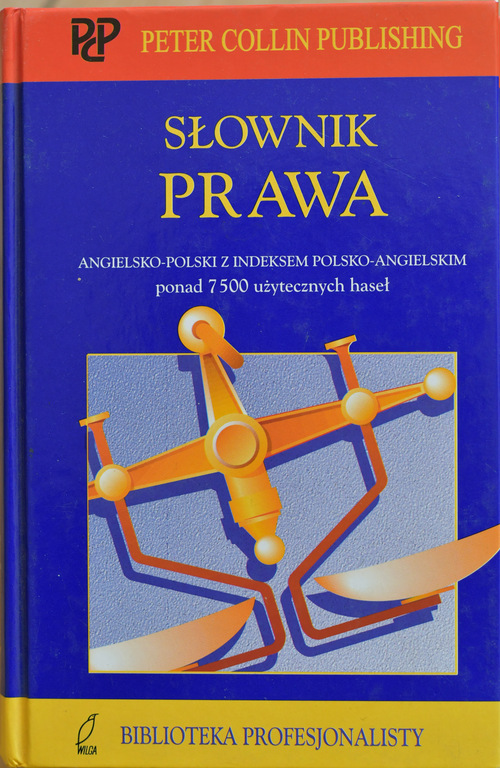 PCP PETER COLLIN PUBLISHING
SŁOWNIK
PRAWA
ANGIELSKO-POLSKI Z INDEKSEM POLSKO-ANGIELSKIM
ponad 7500 użytecznych haseł
WILGA BIBLIOTEKA PROFESJONALISTY